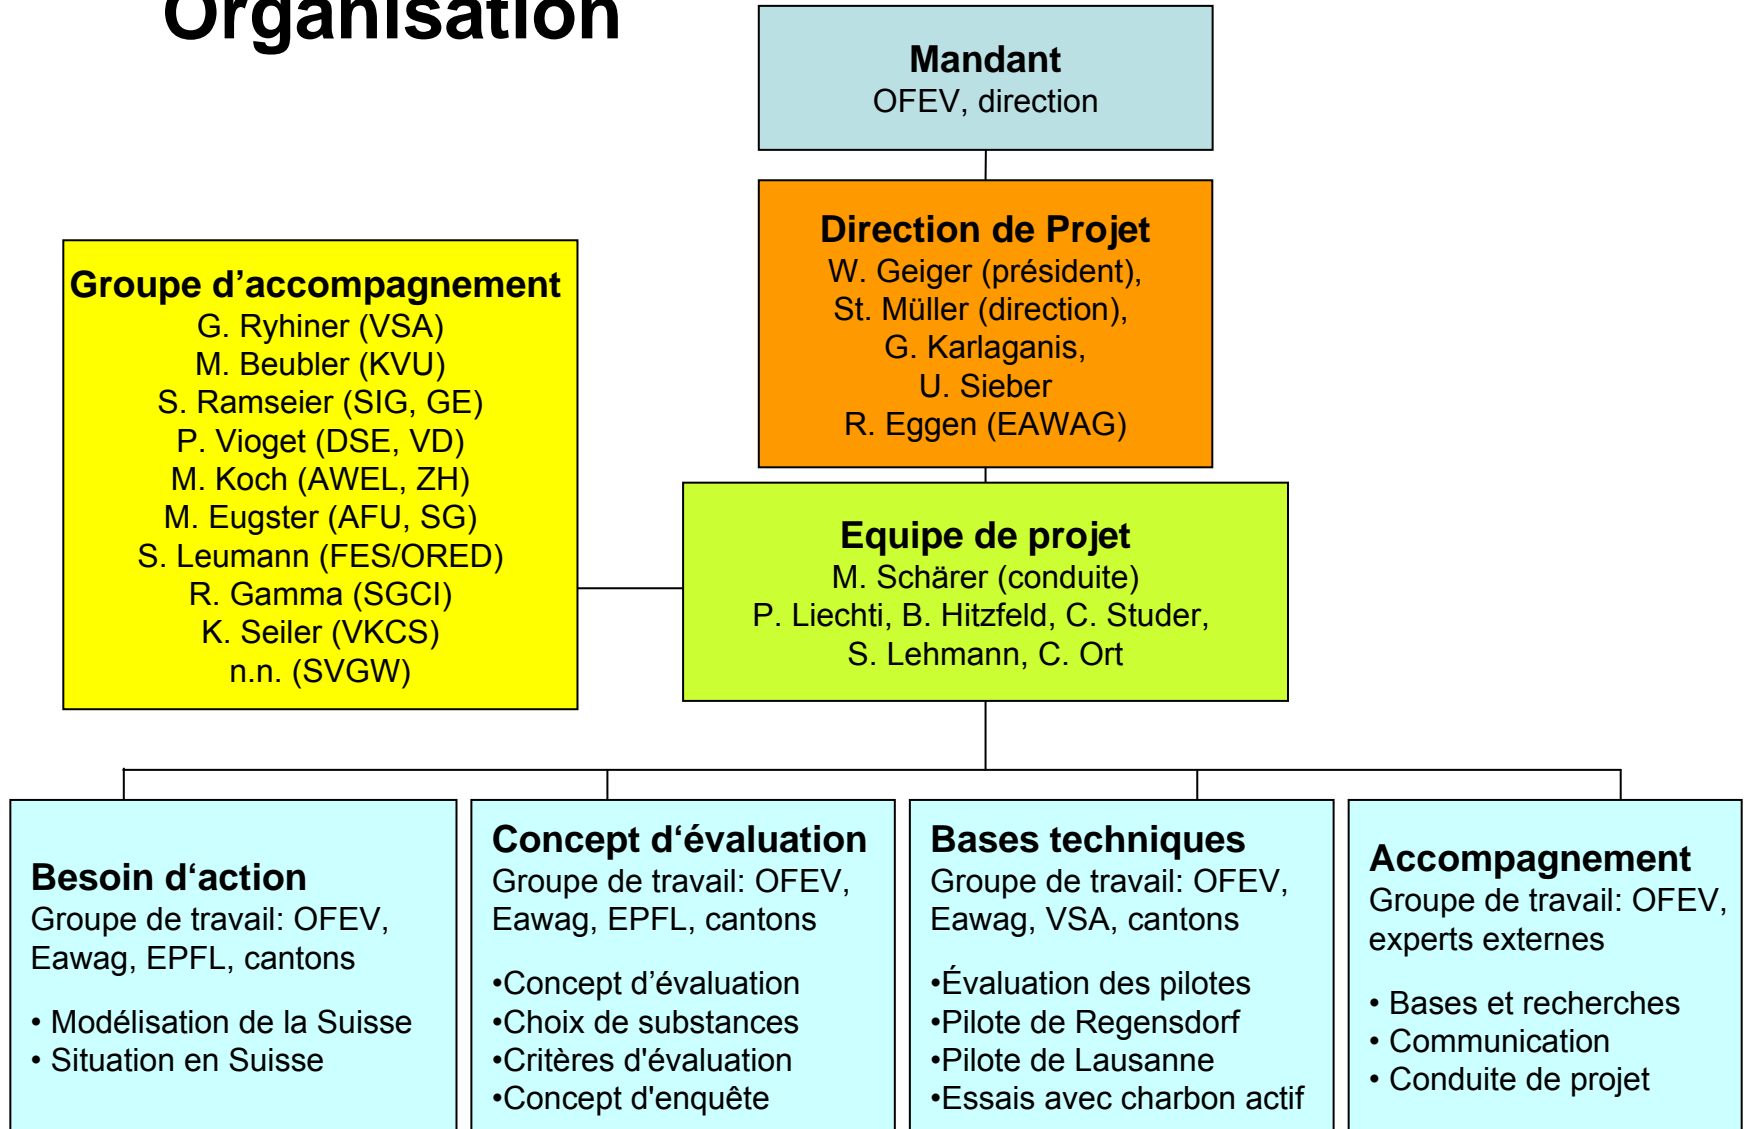 Organisation
Mandant
OFEV, direction
Direction de Projet
W. Geiger (président),
St. Müller (direction),
G. Karlaganis,
U. Sieber
R. Eggen (EAWAG)
Groupe d’accompagnement
G. Ryhiner (VSA)
M. Beubler (KVU)
S. Ramseier (SIG, GE)
P. Vioget (DSE, VD)
M. Koch (AWEL, ZH)
M. Eugster (AFU, SG)
S. Leumann (FES/ORED)
R. Gamma (SGCI)
K. Seiler (VKCS)
n.n. (SVGW)
Equipe de projet
M. Schärer (conduite)
P. Liechti, B. Hitzfeld, C. Studer,
S. Lehmann, C. Ort
Besoin d‘action
Groupe de travail: OFEV,
Eawag, EPFL, cantons
• Modélisation de la Suisse
• Situation en Suisse
Concept d‘évaluation
Groupe de travail: OFEV,
Eawag, EPFL, cantons
•Concept d’évaluation
•Choix de substances
•Critères d'évaluation
•Concept d'enquête
Bases techniques
Groupe de travail: OFEV,
Eawag, VSA, cantons
•Évaluation des pilotes
•Pilote de Regensdorf
•Pilote de Lausanne
•Essais avec charbon actif
Accompagnement
Groupe de travail: OFEV,
experts externes
• Bases et recherches
• Communication
• Conduite de projet